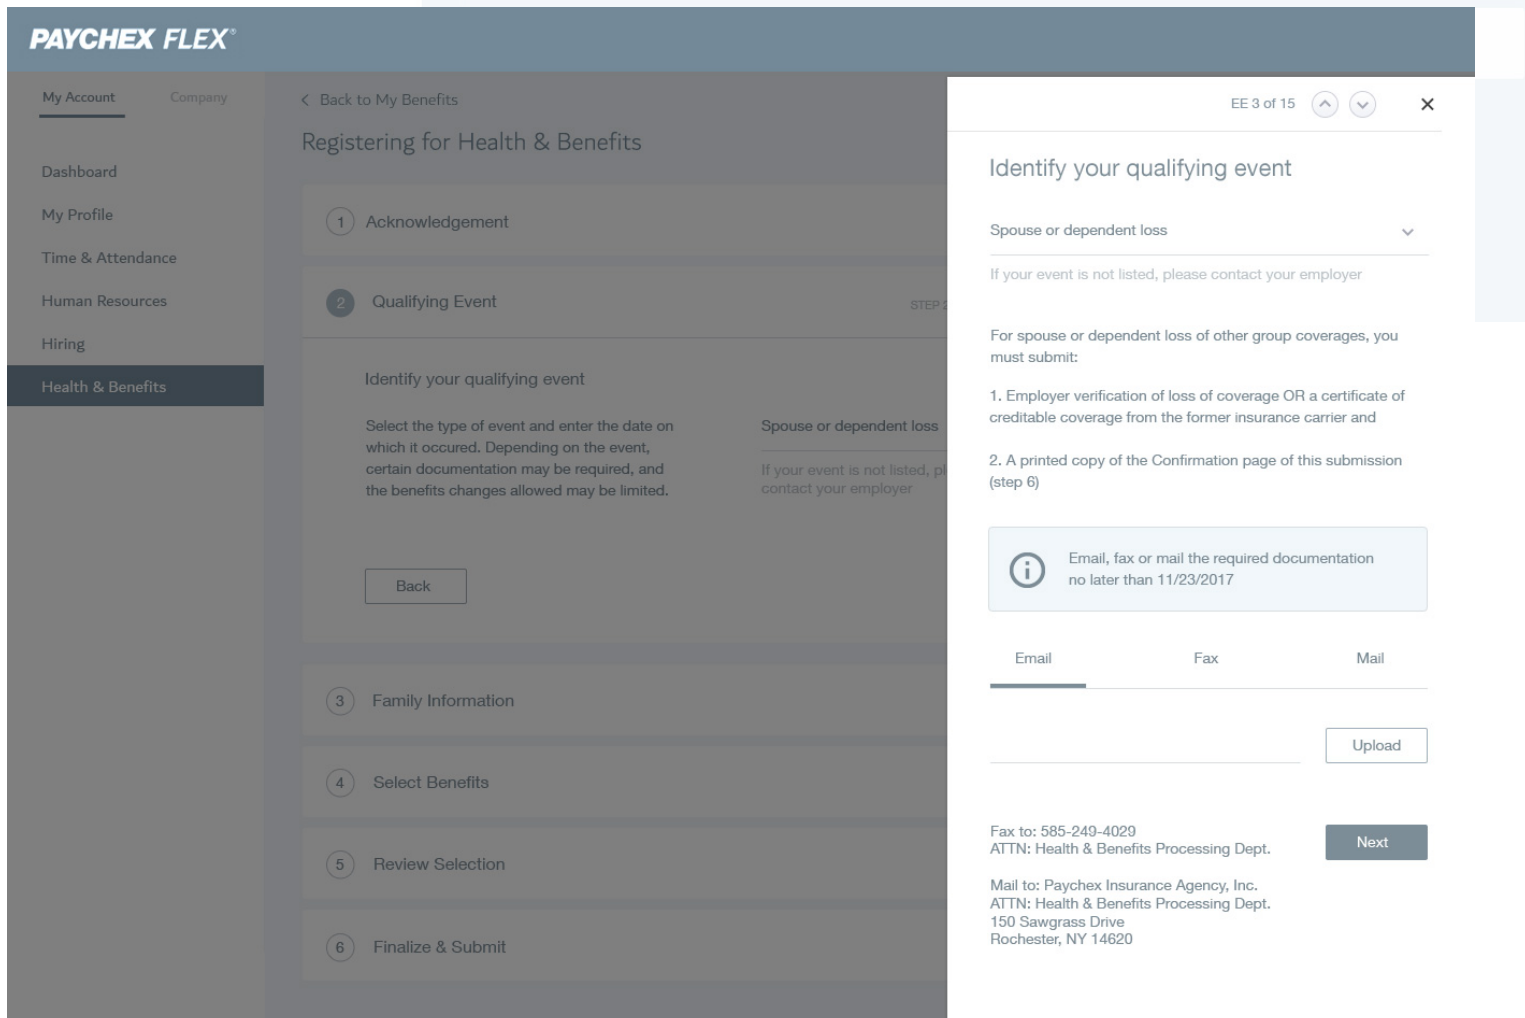 PAYCHEX FLEX®
My Account Company
Dashboard
My Profile
Time & Attendance
Human Resources
Hiring
Health & Benefits
Back to My Benefits
Registering for Health & Benefits
1 Acknowledgement
2 Qualifying Event STEP 2
Identify your qualifying event
Select the type of event and enter the date on
which it occured. Depending on the event,
certain documentation may be required, and
the benefits changes allowed may be limited.
Spouse or dependent loss
If your event is not listed, pl
contact your employer
Back
3 Family Information
4 Select Benefits
5 Review Selection
6 Finalize & Submit
EE 3 of 15
Identify your qualifying event
Spouse or dependent loss
If your event is not listed, please contact your employer
For spouse or dependent loss of other group coverages, you
must submit:
1. Employer verification of loss of coverage OR a certificate of
creditable coverage from the former insurance carrier and
2. A printed copy of the Confirmation page of this submission
(step 6)
Email, fax or mail the required documentation
no later than 11/23/2017
Email Fax Mail
Upload
Fax to: 585-249-4029
ATTN: Health & Benefits Processing Dept.
Next
Mail to: Paychex Insurance Agency, Inc.
ATTN: Health & Benefits Processing Dept.
150 Sawgrass Drive
Rochester, NY 14620